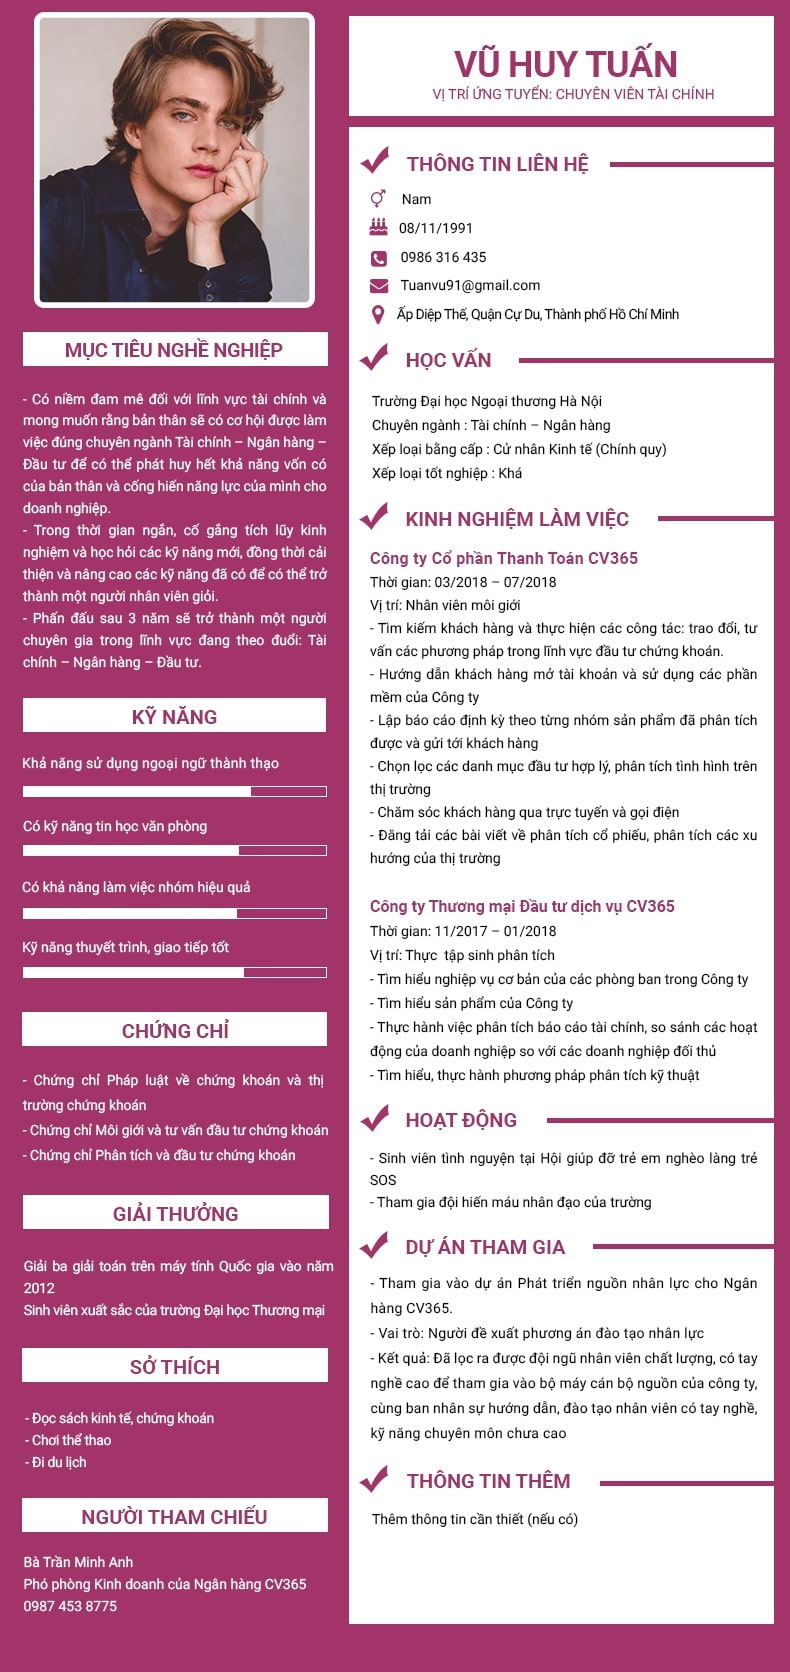 VŨ HUY TUẤN
VỊ TRÍ ỨNG TUYỂN: CHUYÊN VIÊN TÀI CHÍNH
MỤC TIÊU NGHỀ NGHIỆP
- Có niềm đam mê đối với lĩnh vực tài chính và
mong muốn rằng bản thân sẽ có cơ hội được làm
việc đúng chuyên ngành Tài chính – Ngân hàng –
Đầu tư để có thể phát huy hết khả năng vốn có
của bản thân và cống hiến năng lực của mình cho
doanh nghiệp.
- Trong thời gian ngắn, cố gắng tích lũy kinh
nghiệm và học hỏi các kỹ năng mới, đồng thời cải
thiện và nâng cao các kỹ năng đã có để có thể trở
thành một người nhân viên giỏi.
- Phấn đấu sau 3 năm sẽ trở thành một người
chuyên gia trong lĩnh vực đang theo đuổi: Tài
chính – Ngân hàng – Đầu tư.
KỸ NĂNG
Khả năng sử dụng ngoại ngữ thành thạo
Có kỹ năng tin học văn phòng
Có khả năng làm việc nhóm hiệu quả
Kỹ năng thuyết trình, giao tiếp tốt
CHỨNG CHỈ
- Chứng chỉ Pháp luật về chứng khoán và thị
trường chứng khoán
- Chứng chỉ Môi giới và tư vấn đầu tư chứng khoán
- Chứng chỉ Phân tích và đầu tư chứng khoán
GIẢI THƯỞNG
Giải ba giải toán trên máy tính Quốc gia vào năm
2012
Sinh viên xuất sắc của trường Đại học Thương mại
SỞ THÍCH
- Đọc sách kinh tế, chứng khoán
- Chơi thể thao
- Đi du lịch
NGƯỜI THAM CHIẾU
Bà Trần Minh Anh
Phó phòng Kinh doanh của Ngân hàng CV365
0987 453 8775
THÔNG TIN LIÊN HỆ
Nam
08/11/1991
0986 316 435
Tuanvu91@gmail.com
Ấp Diệp Thế, Quận Cự Du, Thành phố Hồ Chí Minh
HỌC VẤN
Trường Đại học Ngoại thương Hà Nội
Chuyên ngành : Tài chính – Ngân hàng
Xếp loại bằng cấp : Cử nhân Kinh tế (Chính quy)
Xếp loại tốt nghiệp : Khá
KINH NGHIỆM LÀM VIỆC
Công ty Cổ phần Thanh Toán CV365
Thời gian: 03/2018 – 07/2018
Vị trí: Nhân viên môi giới
- Tìm kiếm khách hàng và thực hiện các công tác: trao đổi, tư
vấn các phương pháp trong lĩnh vực đầu tư chứng khoán.
- Hướng dẫn khách hàng mở tài khoản và sử dụng các phần
mềm của Công ty
- Lập báo cáo định kỳ theo từng nhóm sản phẩm đã phân tích
được và gửi tới khách hàng
- Chọn lọc các danh mục đầu tư hợp lý, phân tích tình hình trên
thị trường
- Chăm sóc khách hàng qua trực tuyến và gọi điện
- Đăng tải các bài viết về phân tích cổ phiếu, phân tích các xu
hướng của thị trường
Công ty Thương mại Đầu tư dịch vụ CV365
Thời gian: 11/2017 – 01/2018
Vị trí: Thực tập sinh phân tích
- Tìm hiểu nghiệp vụ cơ bản của các phòng ban trong Công ty
- Tìm hiểu sản phẩm của Công ty
- Thực hành việc phân tích báo cáo tài chính, so sánh các hoạt
động của doanh nghiệp so với các doanh nghiệp đối thủ
- Tìm hiểu, thực hành phương pháp phân tích kỹ thuật
HOẠT ĐỘNG
- Sinh viên tình nguyện tại Hội giúp đỡ trẻ em nghèo làng trẻ
SOS
- Tham gia đội hiến máu nhân đạo của trường
DỰ ÁN THAM GIA
- Tham gia vào dự án Phát triển nguồn nhân lực cho Ngân
hàng CV365.
- Vai trò: Người đề xuất phương án đào tạo nhân lực
- Kết quả: Đã lọc ra được đội ngũ nhân viên chất lượng, có tay
nghề cao để tham gia vào bộ máy cán bộ nguồn của công ty,
cùng ban nhân sự hướng dẫn, đào tạo nhân viên có tay nghề,
kỹ năng chuyên môn chưa cao
THÔNG TIN THÊM
Thêm thông tin cần thiết (nếu có)